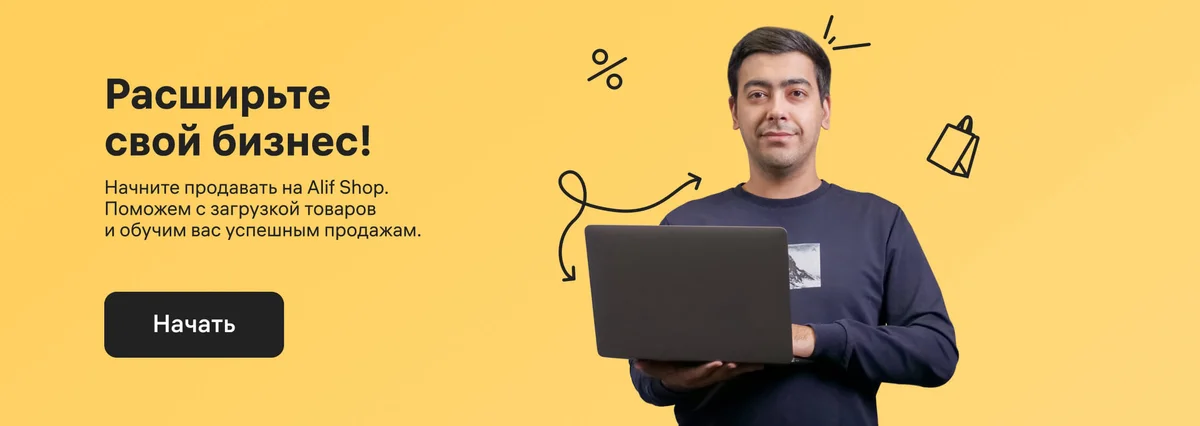 Расширьте
свой бизнес!
Начните продавать на Alif Shop.
Поможем с загрузкой товаров
и обучим вас успешным продажам.
Начать
%